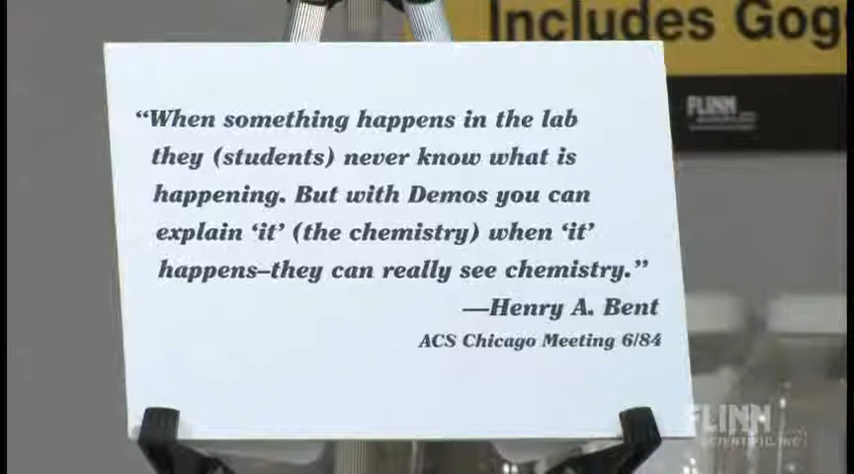 Includes Gog
FLINN
“When something happens in the lab
they (students) never know what is
happening. But with Demos you can
explain ‘it’ (the chemistry) when ‘it’
happens–they can really see chemistry.”
—Henry A. Bent
ACS Chicago Meeting 6/84
FLINN
SCIENTIFIC, INC.